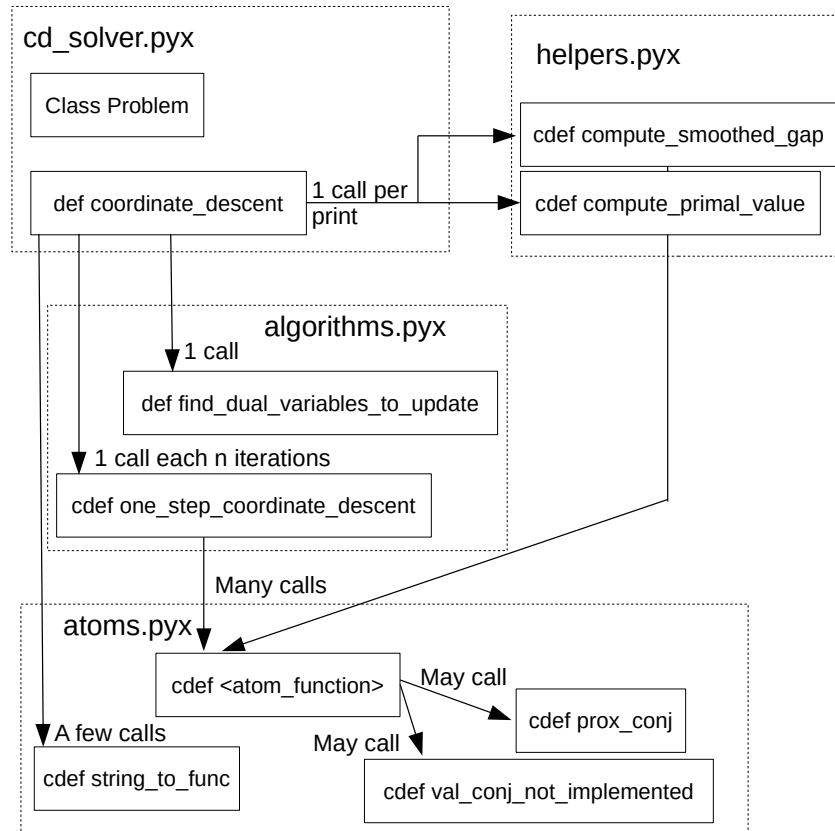 cd_solver.pyx
Class Problem
def coordinate_descent
1 call per
print
helpers.pyx
cdef compute_smoothed_gap
cdef compute_primal_value
algorithms.pyx
1 call
def find_dual_variables_to_update
1 call each n iterations
cdef one_step_coordinate_descent
Many calls
atoms.pyx
cdef <atom_function>
May call
cdef prox_conj
A few calls
May call
cdef string_to_func
cdef val_conj_not_implemented